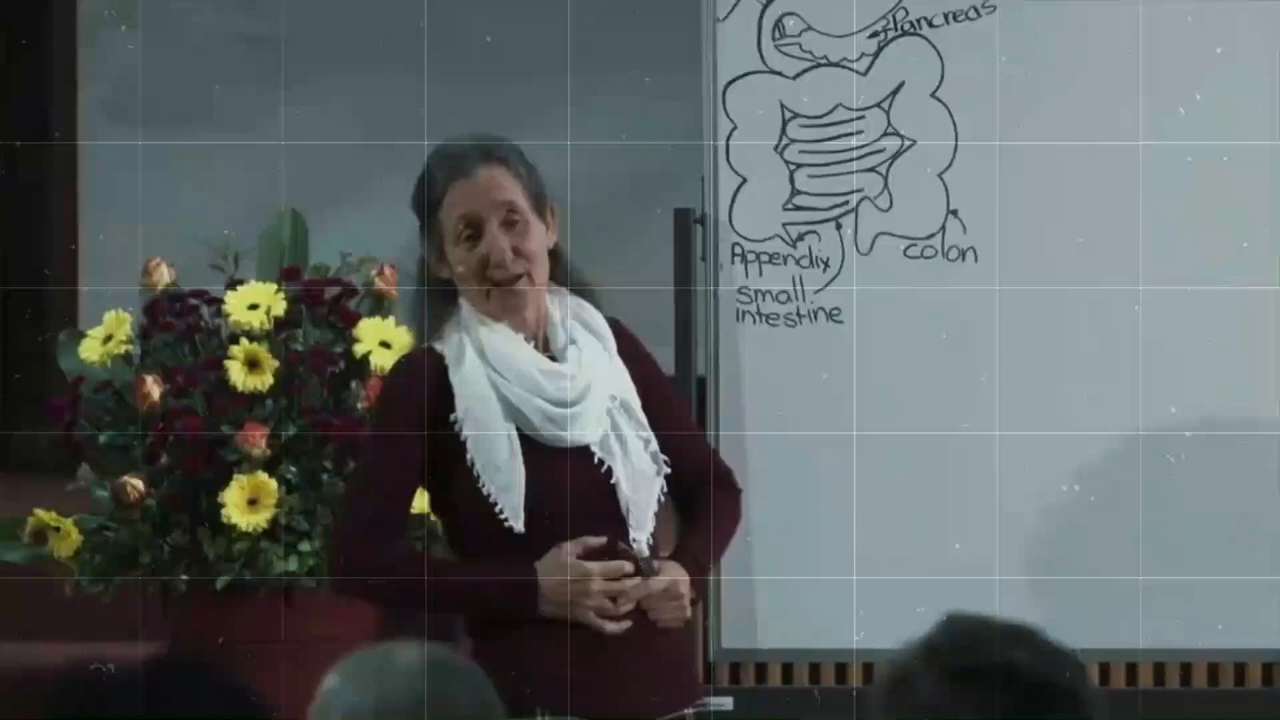 Pancreas
Appendix
colon
small
intestine